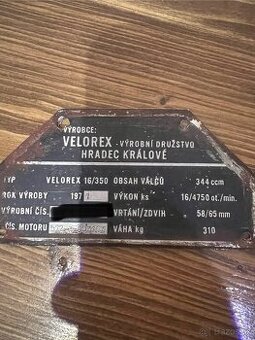 VÝROBCE:
VELOREX - VÝROBNÍ DRUŽSTVO
HRADEC KRÁLOVÉ
TYP VELOREX 16/350 OBSAH VÁLCŮ 344 ccm
ROK VÝROBY 197 VÝKON ks 16/4750 ot./min.
VÝROBNÍ ČÍS. VRTÁNÍ/ZDVIH 58/65 mm
ČÍS. MOTORU VÁHA kg 310